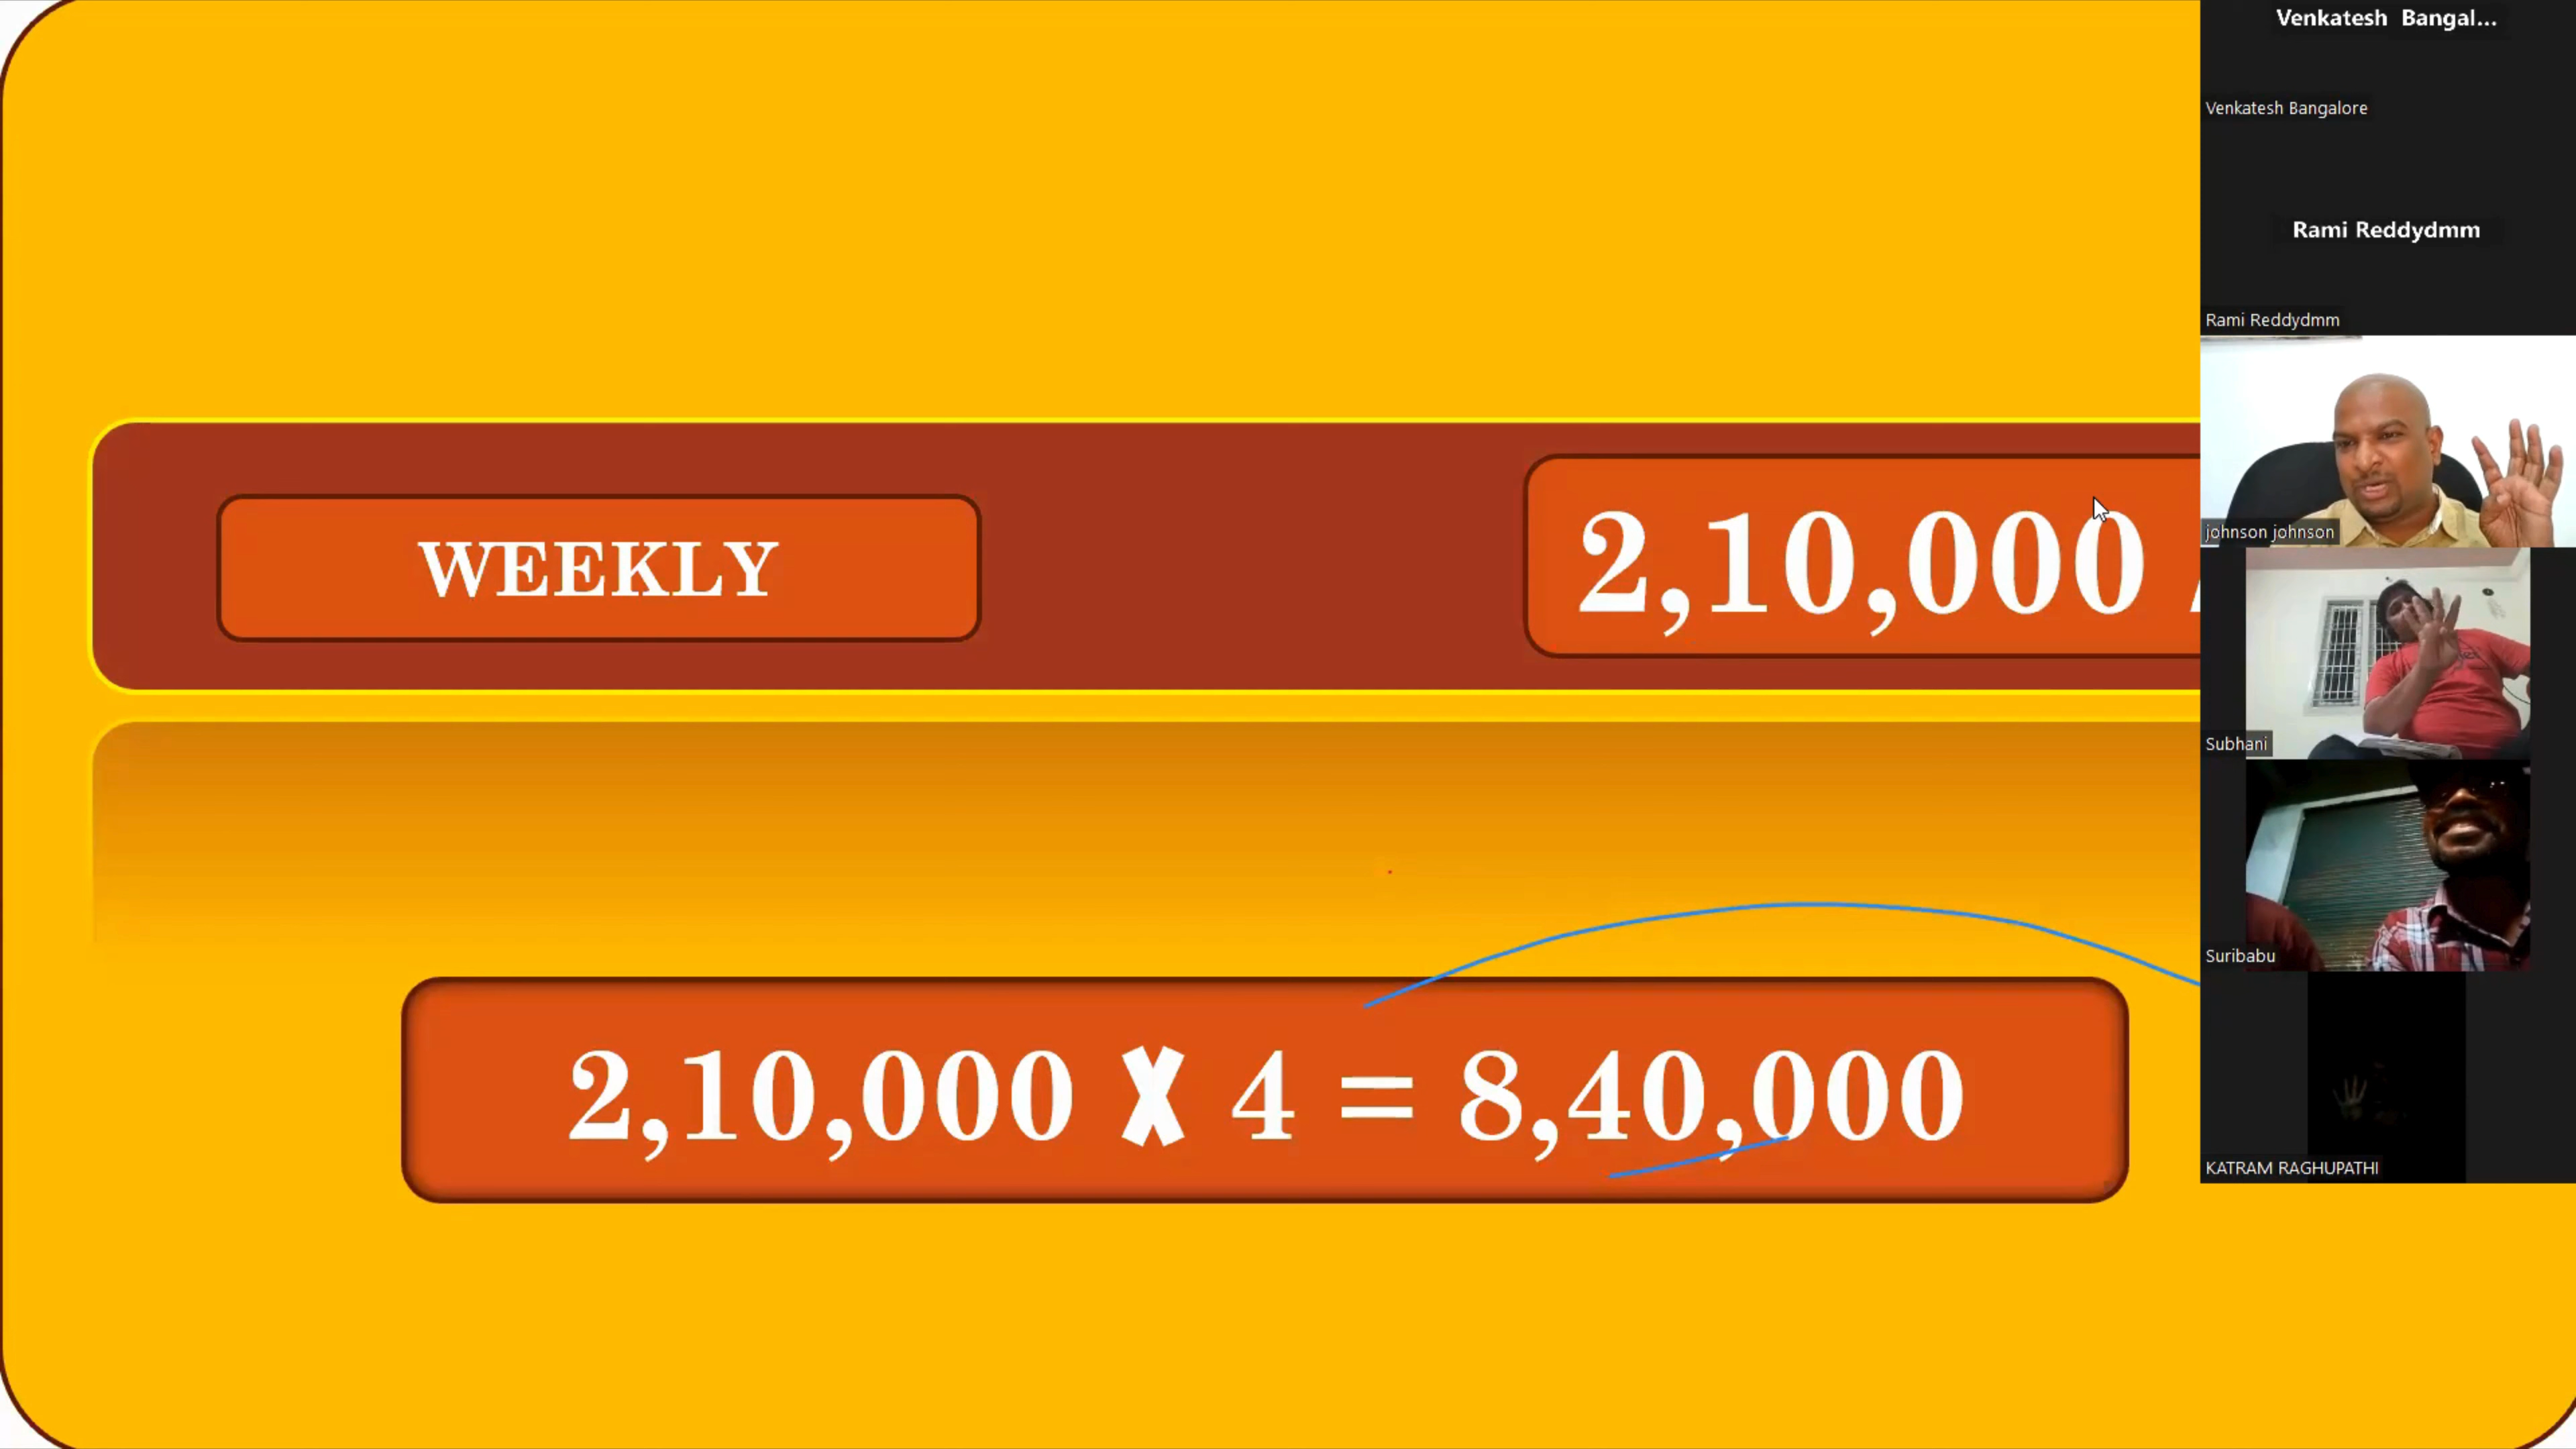 WEEKLY
2,10,000
2,10,000 X 4 = 8,40,000
Venkatesh Bangal...
Venkatesh Bangalore
Rami Reddydmm
Rami Reddydmm
johnson johnson
Subhani
Suribabu
KATRAM RAGHUPATHI